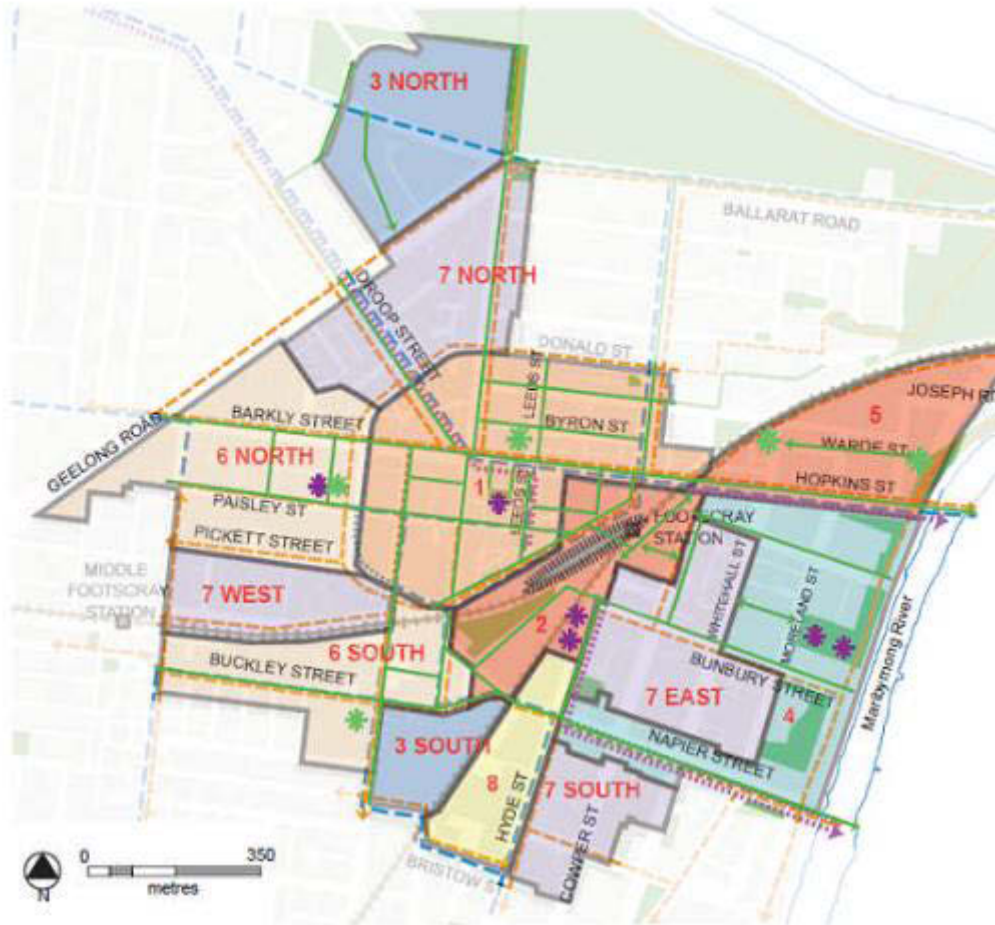 3 NORTH
BALLARAT ROAD
7 NORTH
DROOP STREET
DONALD ST
LEEDS ST
JOSEPH R
BARKLY STREET
BYRON ST
5
WARDE ST
GEELONG ROAD
6 NORTH
HOPKINS ST
1
LEEDS ST
PAISLEY ST
FOOTSCRAY
STATION
PICKETT STREET
WHITEHALL ST
MIDDLE
FOOTSCRAY
STATION
7 WEST
MORELAND ST
2
Maribyrnong River
6 SOUTH
BUCKLEY STREET
BUNBURY STREET
7 EAST
4
3 SOUTH
NAPIER STREET
8
HYDE ST
7 SOUTH
COWPER ST
BRISTOW S
0 350
metres
N